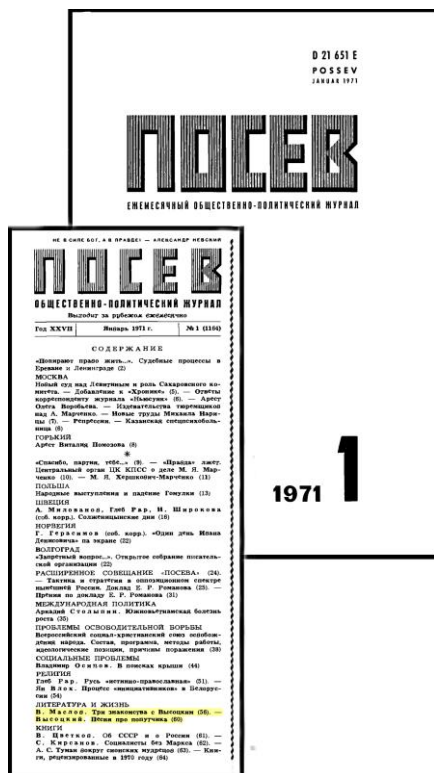 D 21 651 E
POSSEV
JANUAR 1971
ПОСЕВ
ЕЖЕМЕСЯЧНЫЙ ОБЩЕСТВЕННО-ПОЛИТИЧЕСКИЙ ЖУРНАЛ
1971 1
НЕ В СИЛЕ БОГ, А В ПРАВДЕ! — АЛЕКСАНДР НЕВСКИЙ
ПОСЕВ
ОБЩЕСТВЕННО-ПОЛИТИЧЕСКИЙ ЖУРНАЛ
Выходит за рубежом ежемесячно
Год XXVII Январь 1971 г. № 1 (1164)
СОДЕРЖАНИЕ
«Попирают право жить...». Судебные процессы в
Ереване и Ленинграде (2)
МОСКВА
Новый суд над Левитиным и роль Сахаровского ко-
митета. — Добавление к «Хронике» (5). — Ответы
корреспонденту журнала «Ньюсуик» (6). — Арест
Олега Воробьева. — Издевательства тюремщиков
над А. Марченко. — Новые труды Михаила Нари-
цы (7). — Репрессии. — Казанская спецпсихболь-
ница (8)
ГОРЬКИЙ
Арест Виталия Помозова (8)
«Спасибо, партия, тебе...» (9). — «Правда» лжет.
Центральный орган ЦК КПСС о деле М. Я. Мар-
ченко (10). — М. Я. Хершкович-Марченко (11)
ПОЛЬША
Народные выступления и падение Гомулки (13)
ШВЕЦИЯ
А. Милованов, Глеб Рар, И. Широкова
(соб. корр.). Солженицынские дни (16)
НОРВЕГИЯ
Г. Герасимов (соб. корр.). «Один день Ивана
Денисовича» на экране (22)
ВОЛГОГРАД
«Запретный вопрос...». Открытое собрание писатель-
ской организации (22)
РАСШИРЕННОЕ СОВЕЩАНИЕ «ПОСЕВА» (24).
— Тактика и стратегия в оппозиционном спектре
нынешней России. Доклад Е. Р. Романова (25). —
Прения по докладу Е. Р. Романова (31)
МЕЖДУНАРОДНАЯ ПОЛИТИКА
Аркадий Столыпин. Южновьетнамская болезнь
роста (35)
ПРОБЛЕМЫ ОСВОБОДИТЕЛЬНОЙ БОРЬБЫ
Всероссийский социал-христианский союз освобож-
дения народа. Состав, программа, методы работы,
идеологические позиции, причины поражения (38)
СОЦИАЛЬНЫЕ ПРОБЛЕМЫ
Владимир Осипов. В поисках крыши (44)
РЕЛИГИЯ
Глеб Рар. Русь «истинно-православная» (51). —
Ян Влок. Процесс «инициативников» в Белорус-
сии (54)
ЛИТЕРАТУРА И ЖИЗНЬ
В. Маслов. Три знакомства с Высоцким (56). —
Высоцкий. Песня про попутчика (60)
КНИГИ
В. Цветков. Об СССР и о России (61). —
С. Кирсанов. Социалисты без Маркса (62). —
А. С. Туман вокруг сионских мудрецов (63). — Кни-
ги, рецензированные в 1970 году (64)